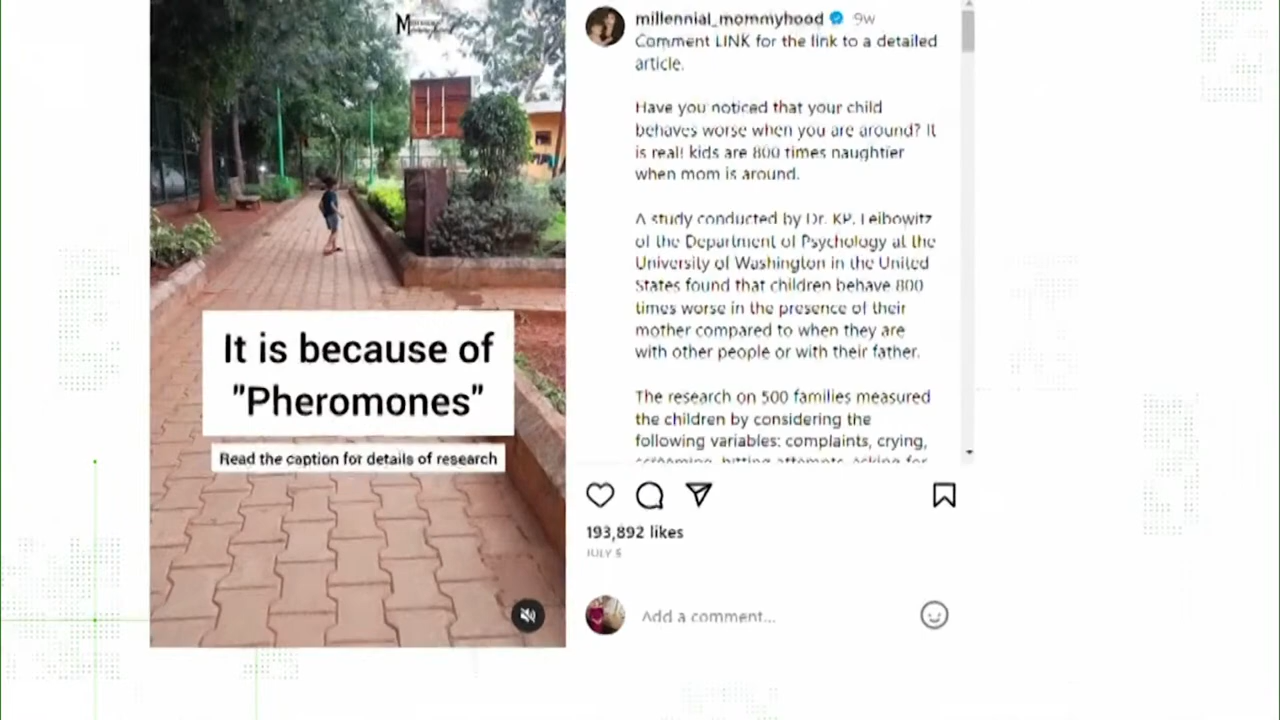 It is because of
"Pheromones"
Read the caption for details of research
millennial_mommyhood 9w
Comment LINK for the link to a detailed
article.
Have you noticed that your child
behaves worse when you are around? It
is real! kids are 800 times naughtier
when mom is around.
A study conducted by Dr. KP. Leibowitz
of the Department of Psychology at the
University of Washington in the United
States found that children behave 800
times worse in the presence of their
mother compared to when they are
with other people or with their father.
The research on 500 families measured
the children by considering the
following variables: complaints, crying,
screaming, hitting attempts, asking for
193,892 likes
JULY 5
Add a comment...